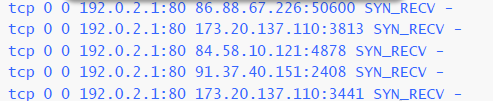 tcp 0 0 192.0.2.1:80 86.88.67.226:50600 SYN_RECV –
tcp 0 0 192.0.2.1:80 173.20.137.110:3813 SYN_RECV –
tcp 0 0 192.0.2.1:80 84.58.10.121:4878 SYN_RECV –
tcp 0 0 192.0.2.1:80 91.37.40.151:2408 SYN_RECV –
tcp 0 0 192.0.2.1:80 173.20.137.110:3441 SYN_RECV –